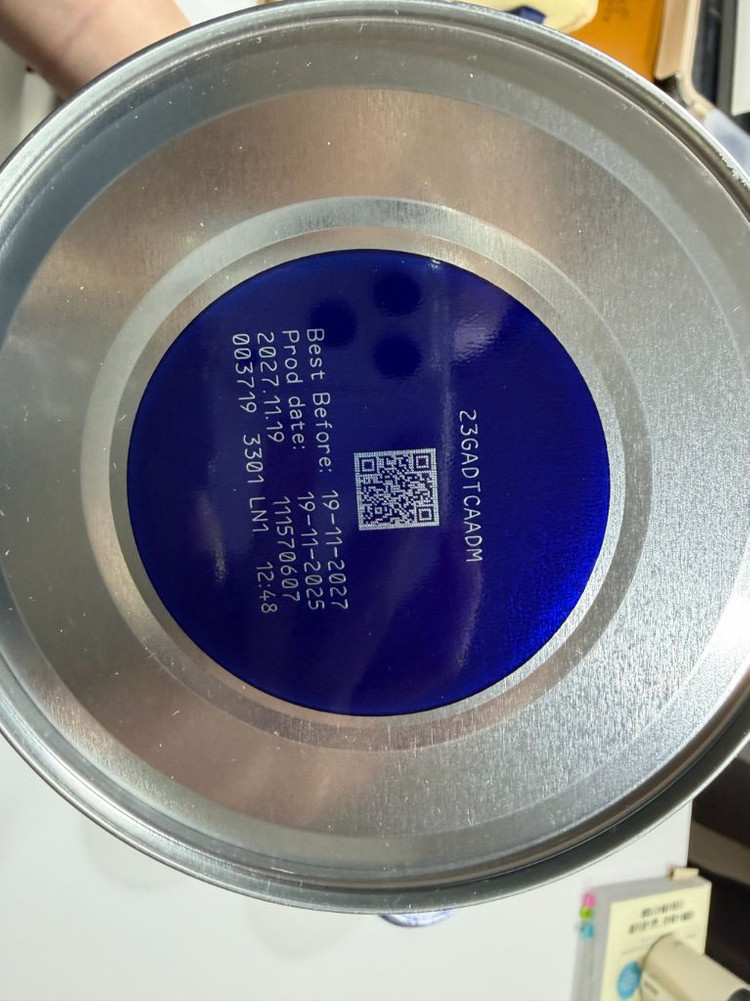 23GADTCAADM
Best Before: 19-11-2027
Prod date: 19-11-2025
2027.11.19 111570607
003719 3301 LN1 12:48